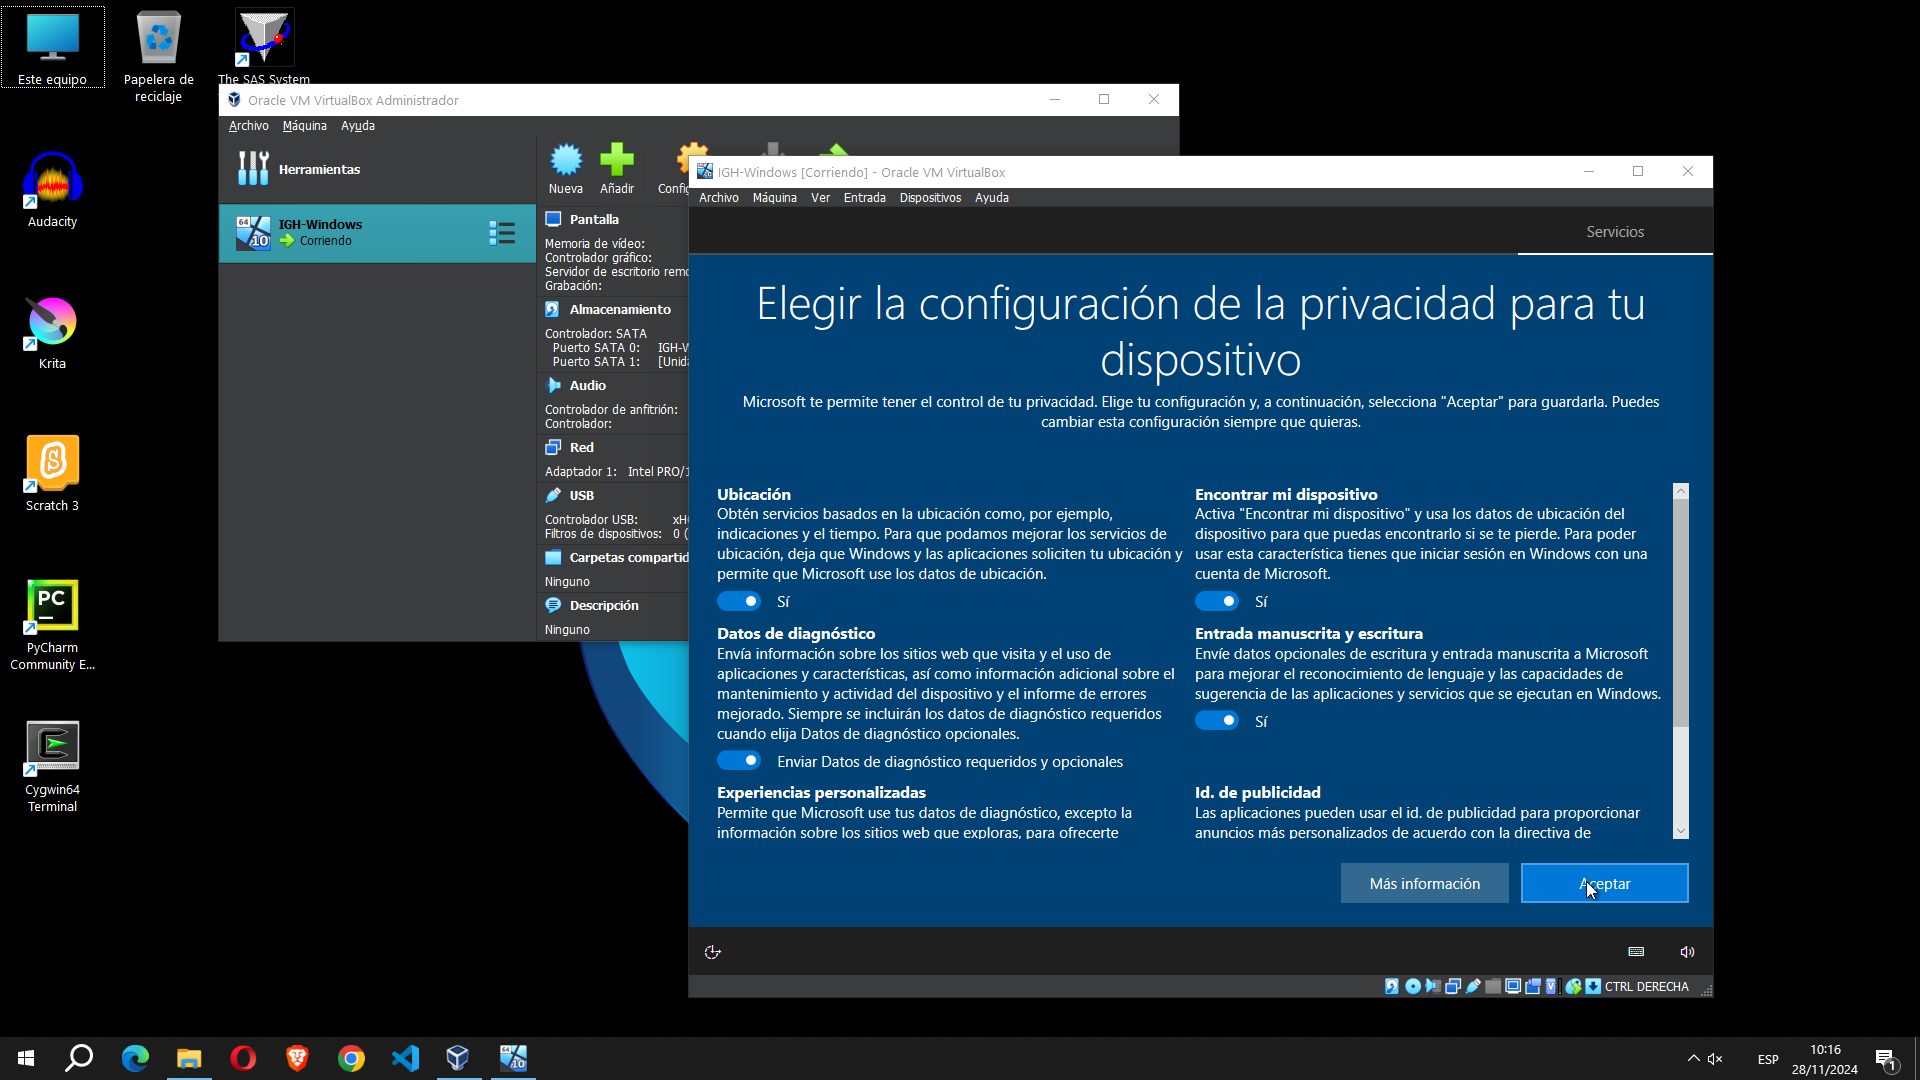 Este equipo
Papelera de
reciclaje
The SAS System
Audacity
Krita
Scratch 3
PyCharm
Community E...
Cygwin64
Terminal
Oracle VM VirtualBox Administrador
Archivo Máquina Ayuda
Herramientas
IGH-Windows
Corriendo
Nueva
Añadir
Pantalla
Memoria de vídeo:
Controlador gráfico:
Servidor de escritorio remo
Grabación:
Almacenamiento
Controlador: SATA
Puerto SATA 0: IGH-W
Puerto SATA 1: [Unida
Audio
Controlador de anfitrión:
Controlador:
Red
Adaptador 1: Intel PRO/1
USB
Controlador USB: xH
Filtros de dispositivos: 0 (
Carpetas compartid
Ninguno
Descripción
Ninguno
IGH-Windows [Corriendo] - Oracle VM VirtualBox
Archivo Máquina Ver Entrada Dispositivos Ayuda
Servicios
Elegir la configuración de la privacidad para tu
dispositivo
Microsoft te permite tener el control de tu privacidad. Elige tu configuración y, a continuación, selecciona "Aceptar" para guardarla. Puedes
cambiar esta configuración siempre que quieras.
Ubicación
Obtén servicios basados en la ubicación como, por ejemplo,
indicaciones y el tiempo. Para que podamos mejorar los servicios de
ubicación, deja que Windows y las aplicaciones soliciten tu ubicación y
permite que Microsoft use los datos de ubicación.
Sí
Encontrar mi dispositivo
Activa "Encontrar mi dispositivo" y usa los datos de ubicación del
dispositivo para que puedas encontrarlo si se te pierde. Para poder
usar esta característica tienes que iniciar sesión en Windows con una
cuenta de Microsoft.
Sí
Datos de diagnóstico
Envía información sobre los sitios web que visita y el uso de
aplicaciones y características, así como información adicional sobre el
mantenimiento y actividad del dispositivo y el informe de errores
mejorado. Siempre se incluirán los datos de diagnóstico requeridos
cuando elija Datos de diagnóstico opcionales.
Enviar Datos de diagnóstico requeridos y opcionales
Entrada manuscrita y escritura
Envíe datos opcionales de escritura y entrada manuscrita a Microsoft
para mejorar el reconocimiento de lenguaje y las capacidades de
sugerencia de las aplicaciones y servicios que se ejecutan en Windows.
Sí
Experiencias personalizadas
Permite que Microsoft use tus datos de diagnóstico, excepto la
información sobre los sitios web que exploras, para ofrecerte
Id. de publicidad
Las aplicaciones pueden usar el id. de publicidad para proporcionar
anuncios más personalizados de acuerdo con la directiva de
Más información
Aceptar
CTRL DERECHA
ESP
10:16
28/11/2024
1